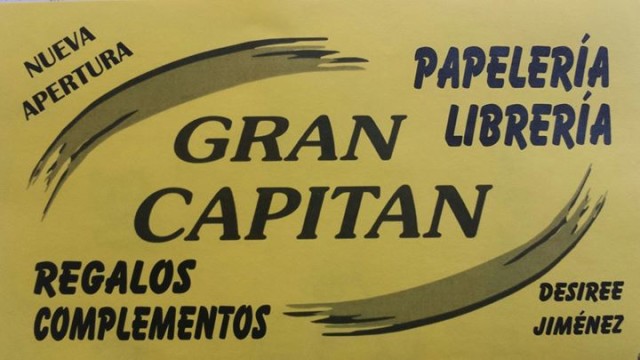 NUEVA
APERTURA
PAPELERÍA
LIBRERÍA
GRAN
CAPITAN
REGALOS
COMPLEMENTOS
DESIREE
JIMÉNEZ